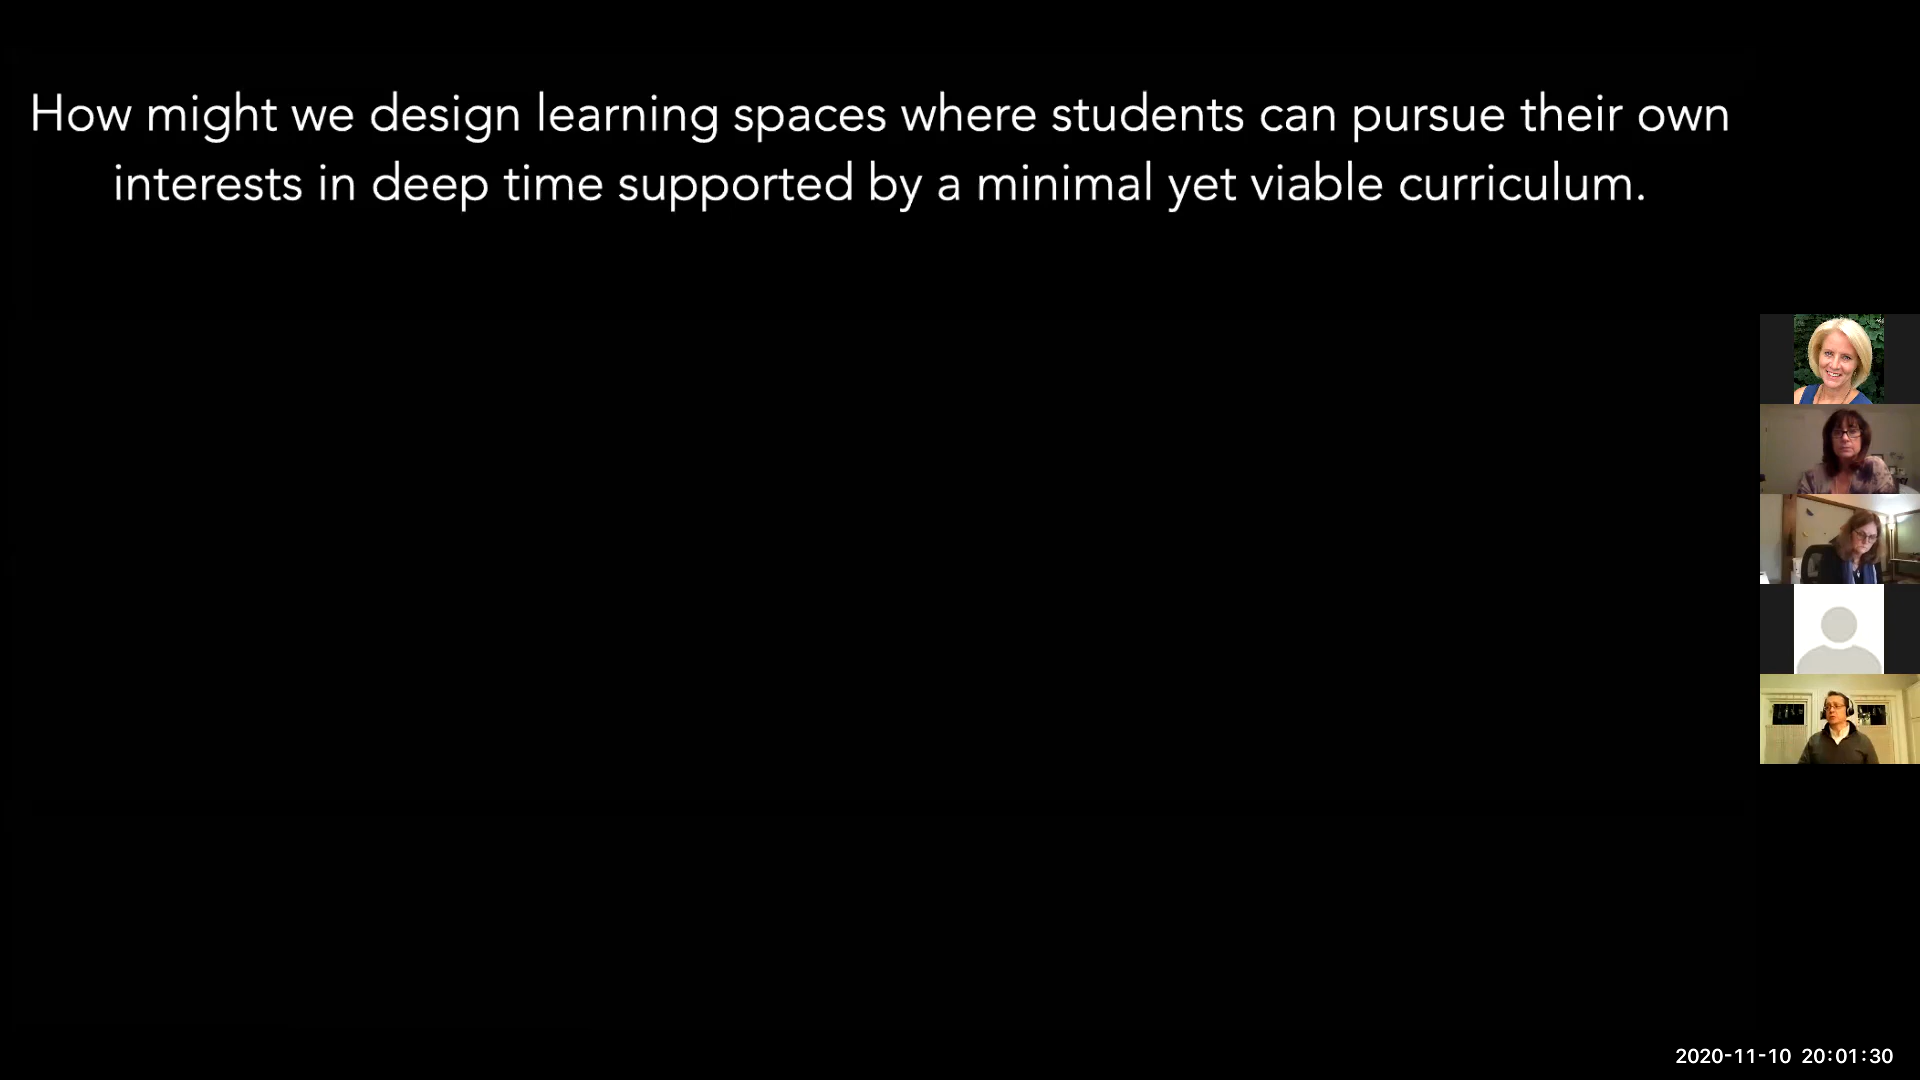 How might we design learning spaces where students can pursue their own
interests in deep time supported by a minimal yet viable curriculum.
2020-11-10 20:01:30